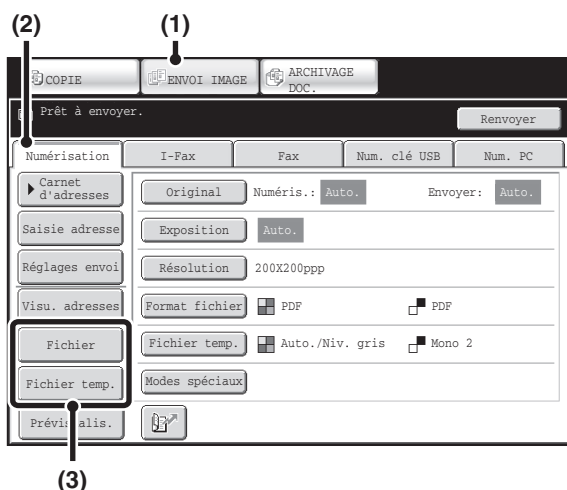 (2) (1)
COPIE ENVOI IMAGE ARCHIVAGE
DOC.
Prêt à envoyer.
Renvoyer
Numérisation I-Fax Fax Num. clé USB Num. PC
Carnet
d'adresses
Original Numéris.: Auto. Envoyer: Auto.
Saisie adresse Exposition Auto.
Réglages envoi Résolution 200X200ppp
Visu. adresses Format fichier PDF PDF
Fichier Fichier temp. Auto./Niv. gris Mono 2
Fichier temp. Modes spéciaux
Prévisualis.
(3)